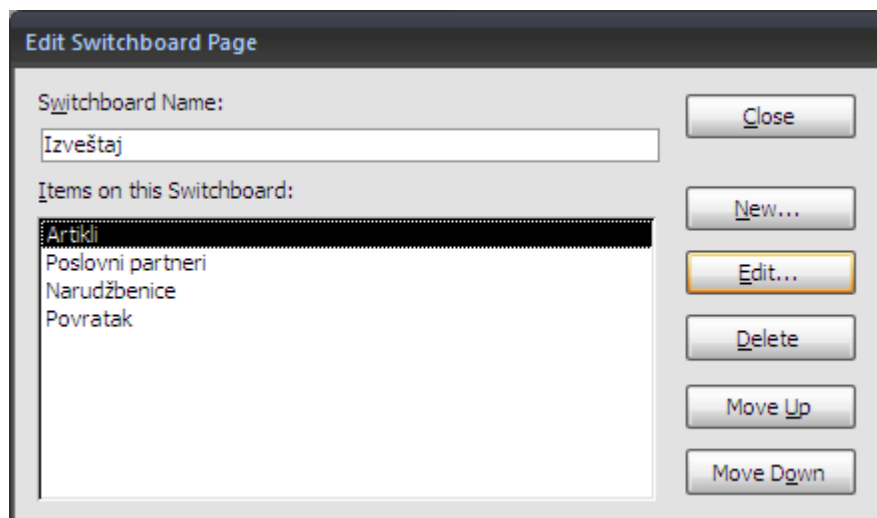 Edit Switchboard Page
Switchboard Name:
Close
Izveštaj
Items on this Switchboard:
New...
Artikli
Poslovni partneri
Edit...
Narudžbenice
Povratak
Delete
Move Up
Move Down